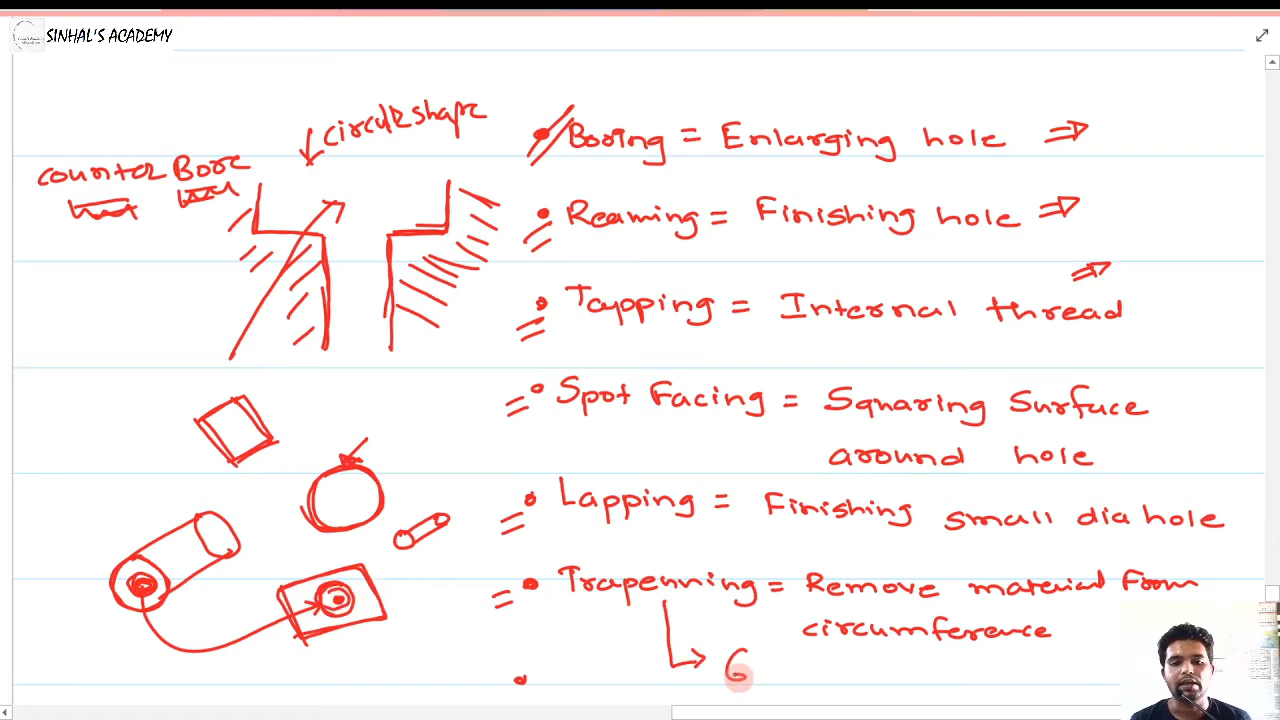 SINHAL'S ACADEMY
circular shape
counter Bore
• Boring = Enlarging hole ⇒
• Reaming = Finishing hole ⇒
• Tapping = Internal thread ⇒
• Spot Facing = Squaring Surface
around hole
• Lapping = Finishing small dia hole
• Trapenning = Remove material From
circumference
G